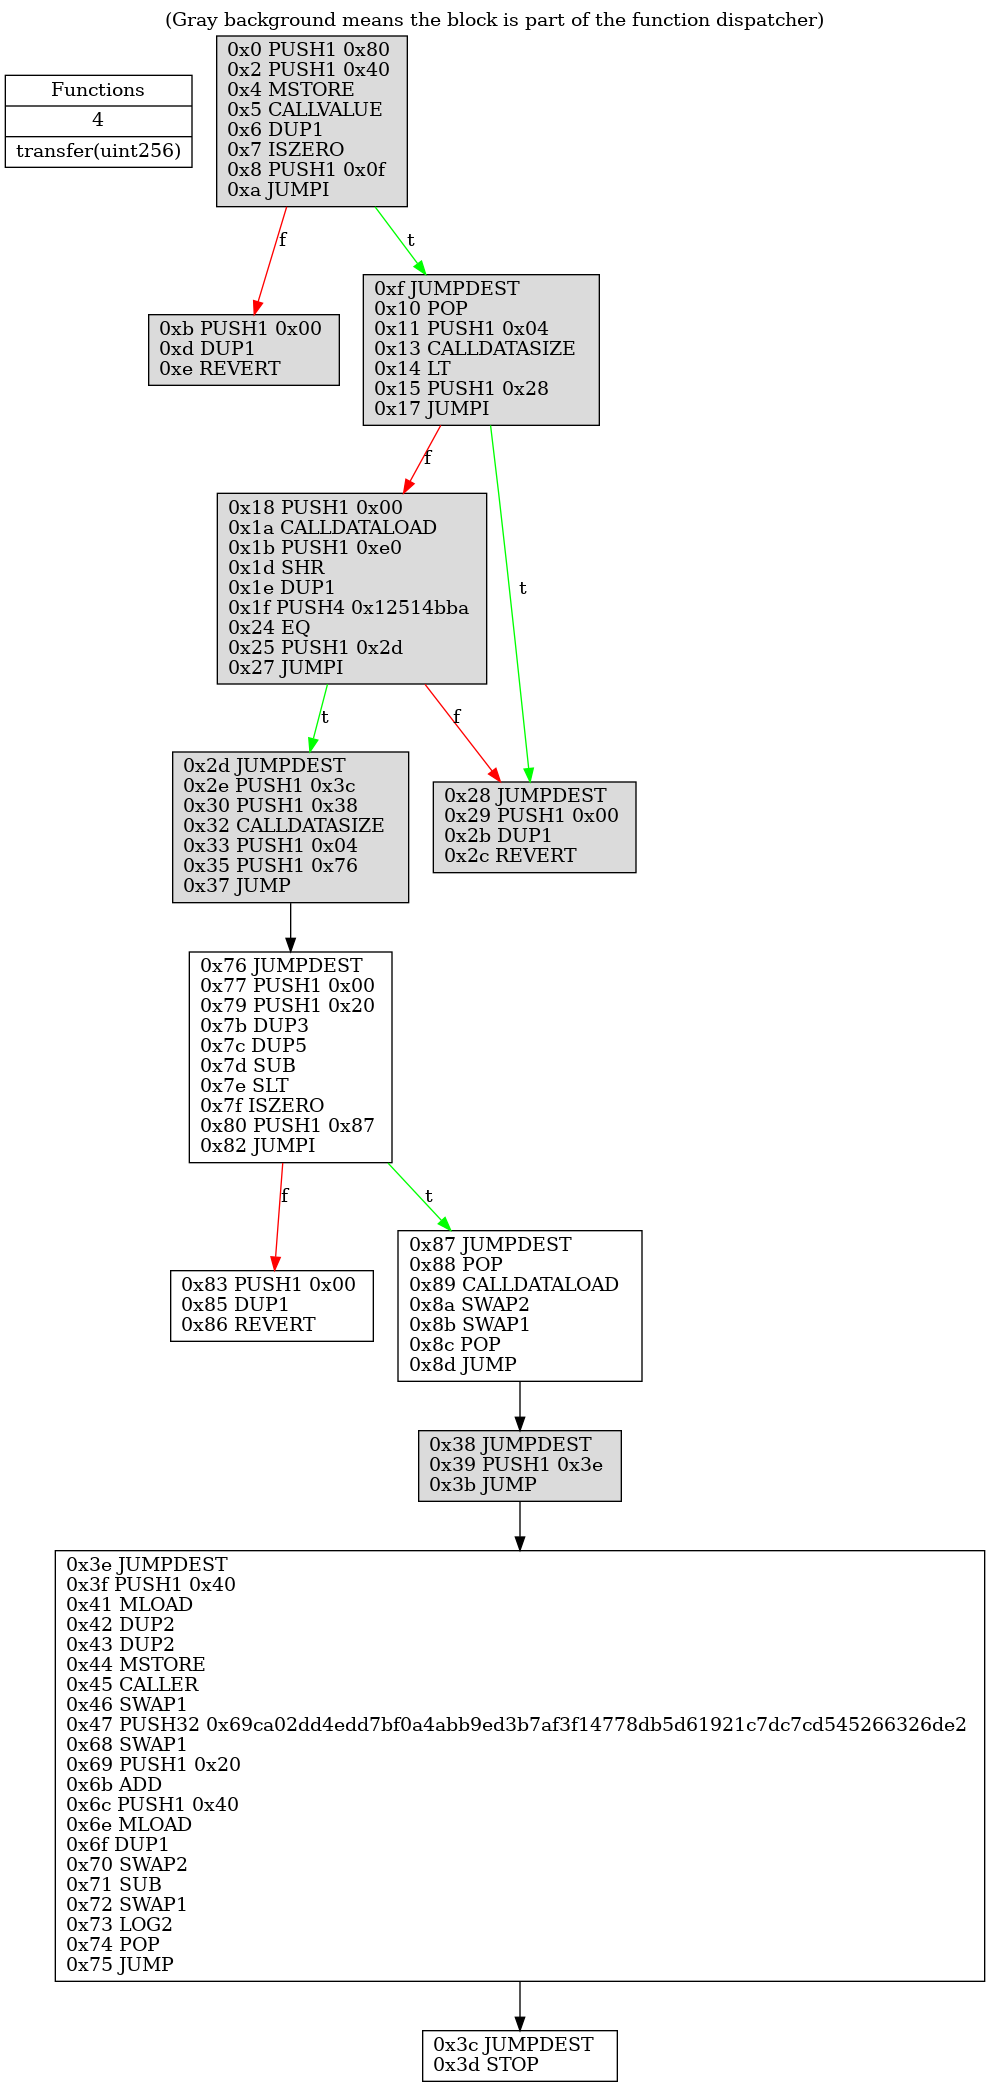 (Gray background means the block is part of the function dispatcher)
Functions
4
transfer(uint256)
0x0 PUSH1 0x80
0x2 PUSH1 0x40
0x4 MSTORE
0x5 CALLVALUE
0x6 DUP1
0x7 ISZERO
0x8 PUSH1 0x0f
0xa JUMPI
f
t
0xb PUSH1 0x00
0xd DUP1
0xe REVERT
0xf JUMPDEST
0x10 POP
0x11 PUSH1 0x04
0x13 CALLDATASIZE
0x14 LT
0x15 PUSH1 0x28
0x17 JUMPI
f
t
0x18 PUSH1 0x00
0x1a CALLDATALOAD
0x1b PUSH1 0xe0
0x1d SHR
0x1e DUP1
0x1f PUSH4 0x12514bba
0x24 EQ
0x25 PUSH1 0x2d
0x27 JUMPI
t
f
0x2d JUMPDEST
0x2e PUSH1 0x3c
0x30 PUSH1 0x38
0x32 CALLDATASIZE
0x33 PUSH1 0x04
0x35 PUSH1 0x76
0x37 JUMP
0x28 JUMPDEST
0x29 PUSH1 0x00
0x2b DUP1
0x2c REVERT
0x76 JUMPDEST
0x77 PUSH1 0x00
0x79 PUSH1 0x20
0x7b DUP3
0x7c DUP5
0x7d SUB
0x7e SLT
0x7f ISZERO
0x80 PUSH1 0x87
0x82 JUMPI
f
t
0x83 PUSH1 0x00
0x85 DUP1
0x86 REVERT
0x87 JUMPDEST
0x88 POP
0x89 CALLDATALOAD
0x8a SWAP2
0x8b SWAP1
0x8c POP
0x8d JUMP
0x38 JUMPDEST
0x39 PUSH1 0x3e
0x3b JUMP
0x3e JUMPDEST
0x3f PUSH1 0x40
0x41 MLOAD
0x42 DUP2
0x43 DUP2
0x44 MSTORE
0x45 CALLER
0x46 SWAP1
0x47 PUSH32 0x69ca02dd4edd7bf0a4abb9ed3b7af3f14778db5d61921c7dc7cd545266326de2
0x68 SWAP1
0x69 PUSH1 0x20
0x6b ADD
0x6c PUSH1 0x40
0x6e MLOAD
0x6f DUP1
0x70 SWAP2
0x71 SUB
0x72 SWAP1
0x73 LOG2
0x74 POP
0x75 JUMP
0x3c JUMPDEST
0x3d STOP